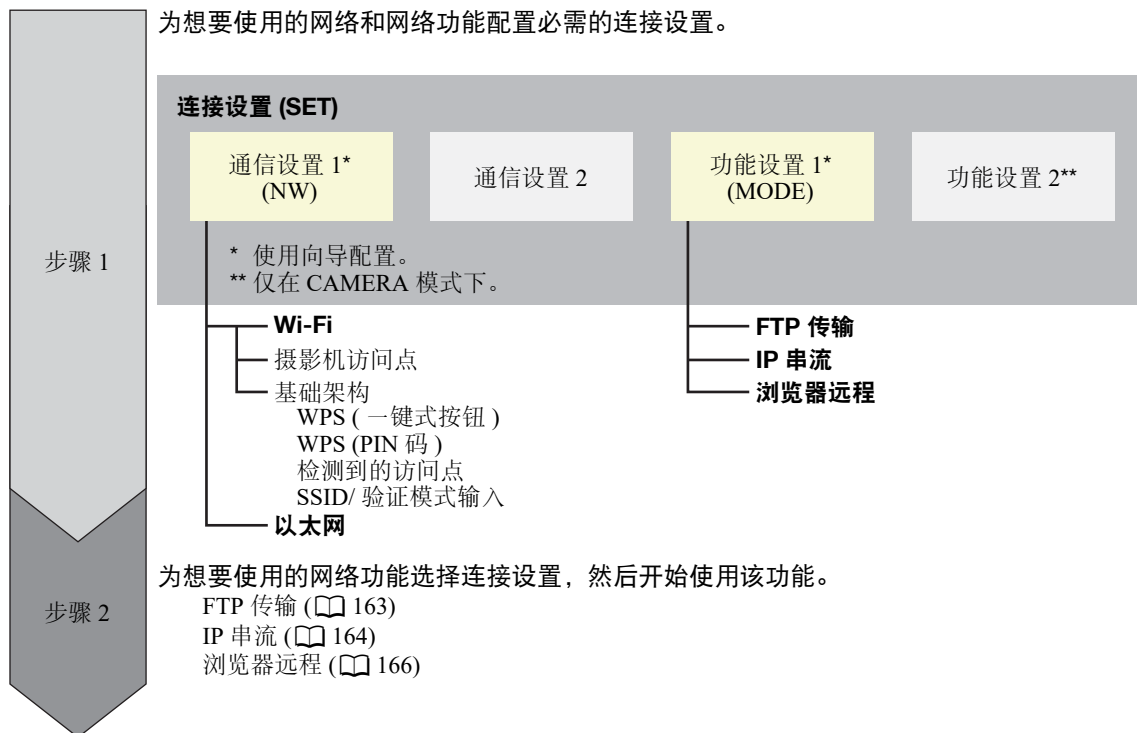 为想要使用的网络和网络功能配置必需的连接设置。
连接设置 (SET)
通信设置 1*
(NW)
通信设置 2
功能设置 1*
(MODE)
功能设置 2**
* 使用向导配置。
** 仅在 CAMERA 模式下。
步骤 1
Wi-Fi
摄影机访问点
基础架构
WPS ( 一键式按钮 )
WPS (PIN 码 )
检测到的访问点
SSID/ 验证模式输入
以太网
FTP 传输
IP 串流
浏览器远程
步骤 2
为想要使用的网络功能选择连接设置，然后开始使用该功能。
FTP 传输 (163)
IP 串流 (164)
浏览器远程 (166)